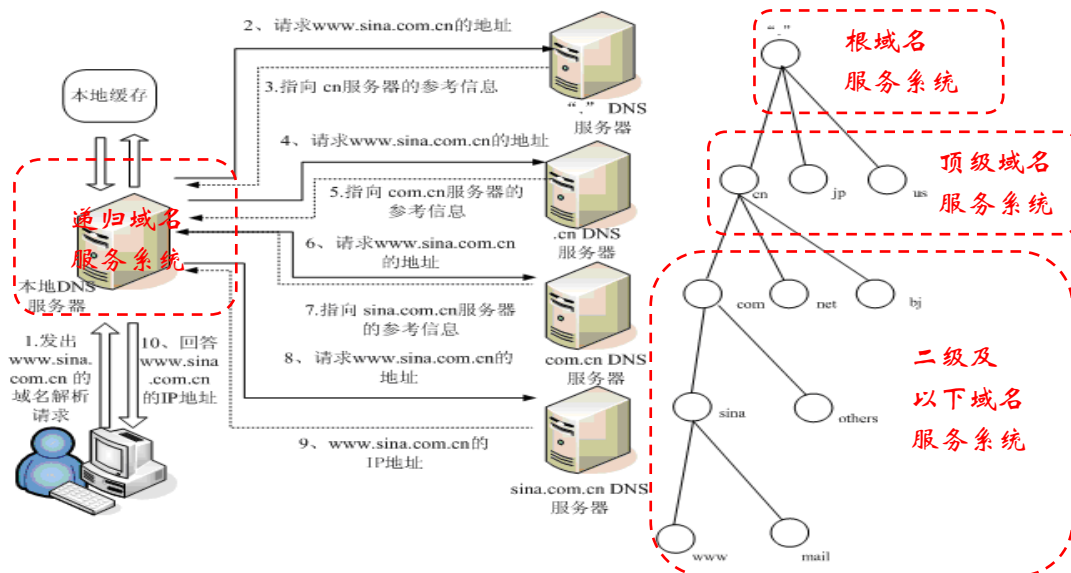 2、请求www.sina.com.cn的地址
3.指向 cn服务器的参考信息
本地缓存
“.” DNS
服务器
4、请求www.sina.com.cn的地址
5.指向 com.cn服务器的
参考信息
.cn DNS
服务器
递归域名
服务系统
本地DNS
服务器
6、请求www.sina.com.cn
的地址
7.指向 sina.com.cn服务器
的参考信息
com.cn DNS
服务器
1.发出
www.sina.
com.cn 的
域名解析
请求
10、回答
www.sina
.com.cn
的IP地址
8、请求www.sina.com.cn的
地址
9、www.sina.com.cn的
IP地址
sina.com.cn DNS
服务器
“.”
根域名
服务系统
cn
jp
us
顶级域名
服务系统
com
net
bj
二级及
以下域名
服务系统
sina
others
www
mail